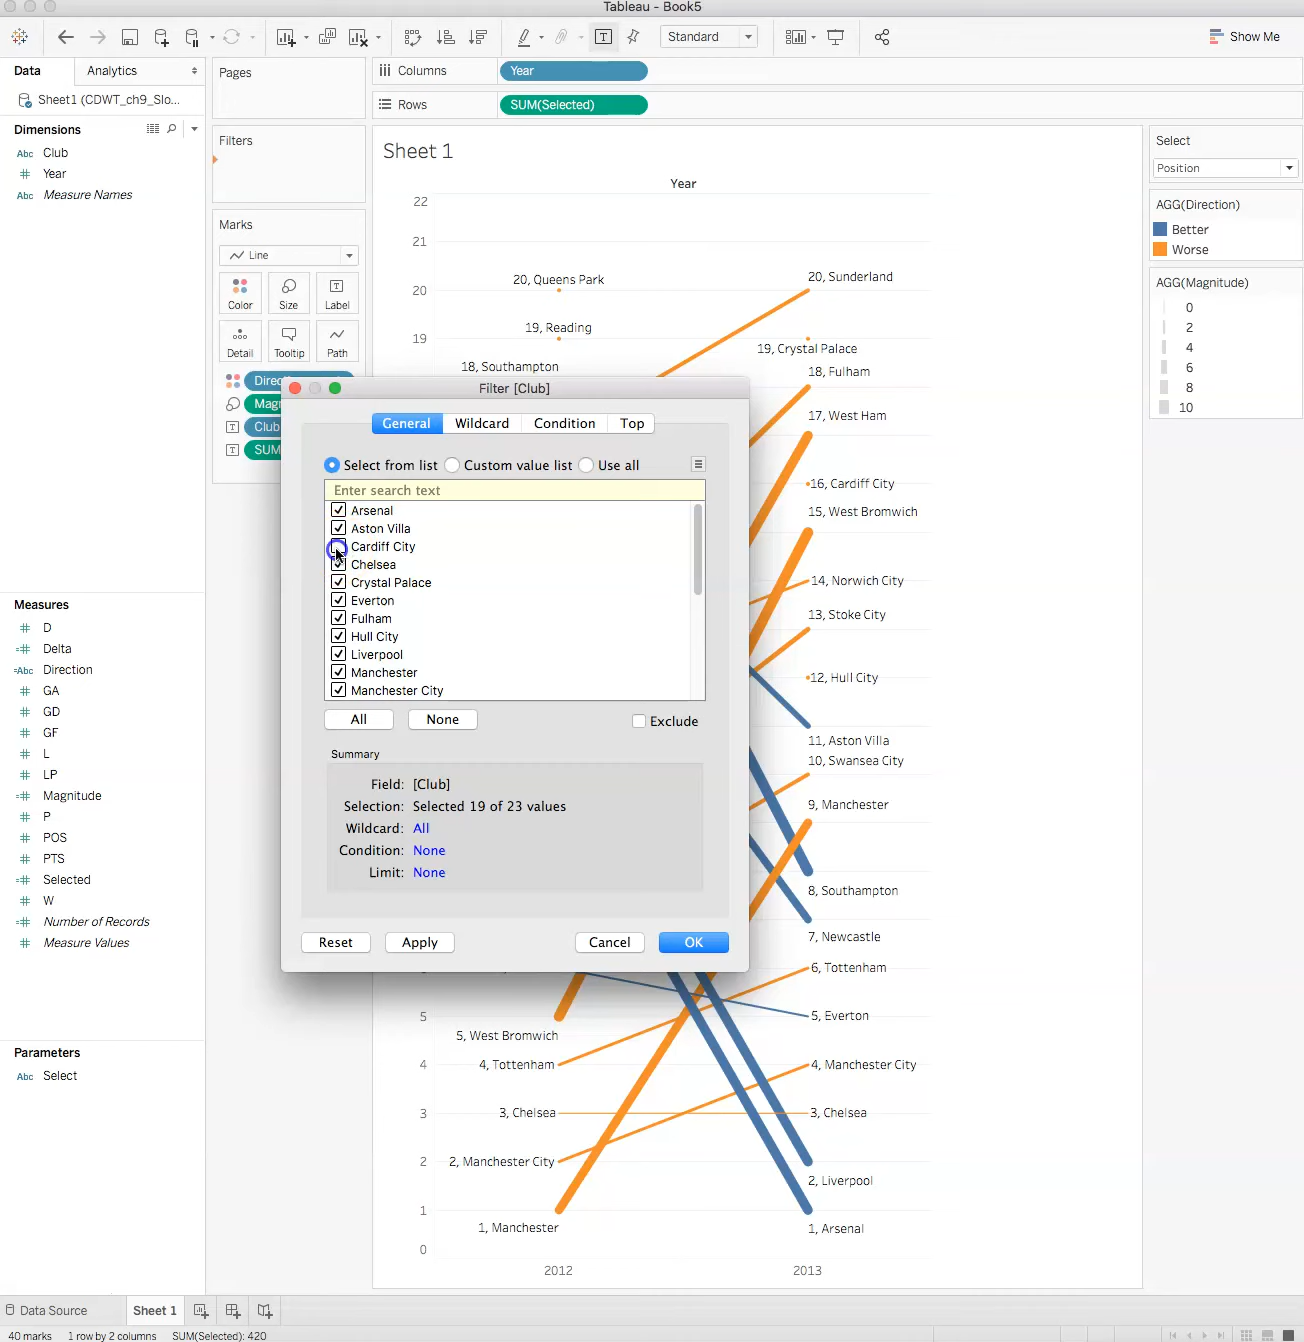 Tableau - Book5
Standard
Show Me
Data
Analytics
Pages
Columns
Year
Sheet1 (CDWT_ch9_Slo...
Rows
SUM(Selected)
Dimensions
Abc Club
# Year
Abc Measure Names
Filters
Sheet 1
Select
Position
AGG(Direction)
Better
Worse
AGG(Magnitude)
0
2
4
6
8
10
Marks
Line
Color
Size
Label
Detail
Tooltip
Path
Club
SUM
Year
22
21
20
19
20, Queens Park
19, Reading
18, Southampton
20, Sunderland
19, Crystal Palace
18, Fulham
17, West Ham
16, Cardiff City
15, West Bromwich
14, Norwich City
13, Stoke City
12, Hull City
11, Aston Villa
10, Swansea City
9, Manchester
8, Southampton
7, Newcastle
6, Tottenham
5, Everton
4, Manchester City
3, Chelsea
2, Liverpool
1, Arsenal
Filter [Club]
General
Wildcard
Condition
Top
Select from list
Custom value list
Use all
Enter search text
Arsenal
Aston Villa
Cardiff City
Chelsea
Crystal Palace
Everton
Fulham
Hull City
Liverpool
Manchester
Manchester City
All
None
Exclude
Summary
Field: [Club]
Selection: Selected 19 of 23 values
Wildcard: All
Condition: None
Limit: None
Reset
Apply
Cancel
OK
5
4
3
2
1
0
5, West Bromwich
4, Tottenham
3, Chelsea
2, Manchester City
1, Manchester
2012
2013
Measures
# D
=# Delta
=Abc Direction
# GA
# GD
# GF
# L
# LP
=# Magnitude
# P
# POS
# PTS
=# Selected
# W
=# Number of Records
# Measure Values
Parameters
Abc Select
Data Source
Sheet 1
40 marks
1 row by 2 columns
SUM(Selected): 420